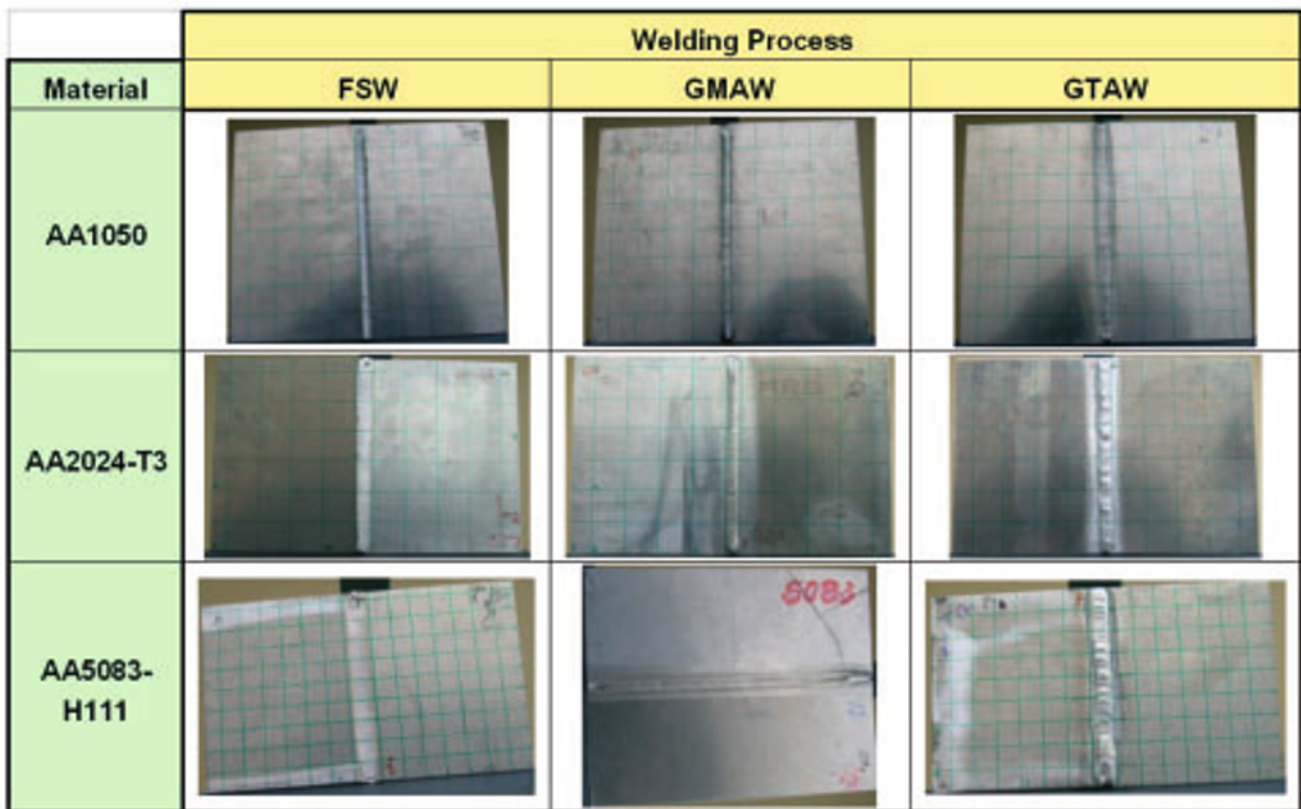 Welding Process
Material FSW GMAW GTAW
AA1050
AA2024-T3
AA5083-
H111
5083